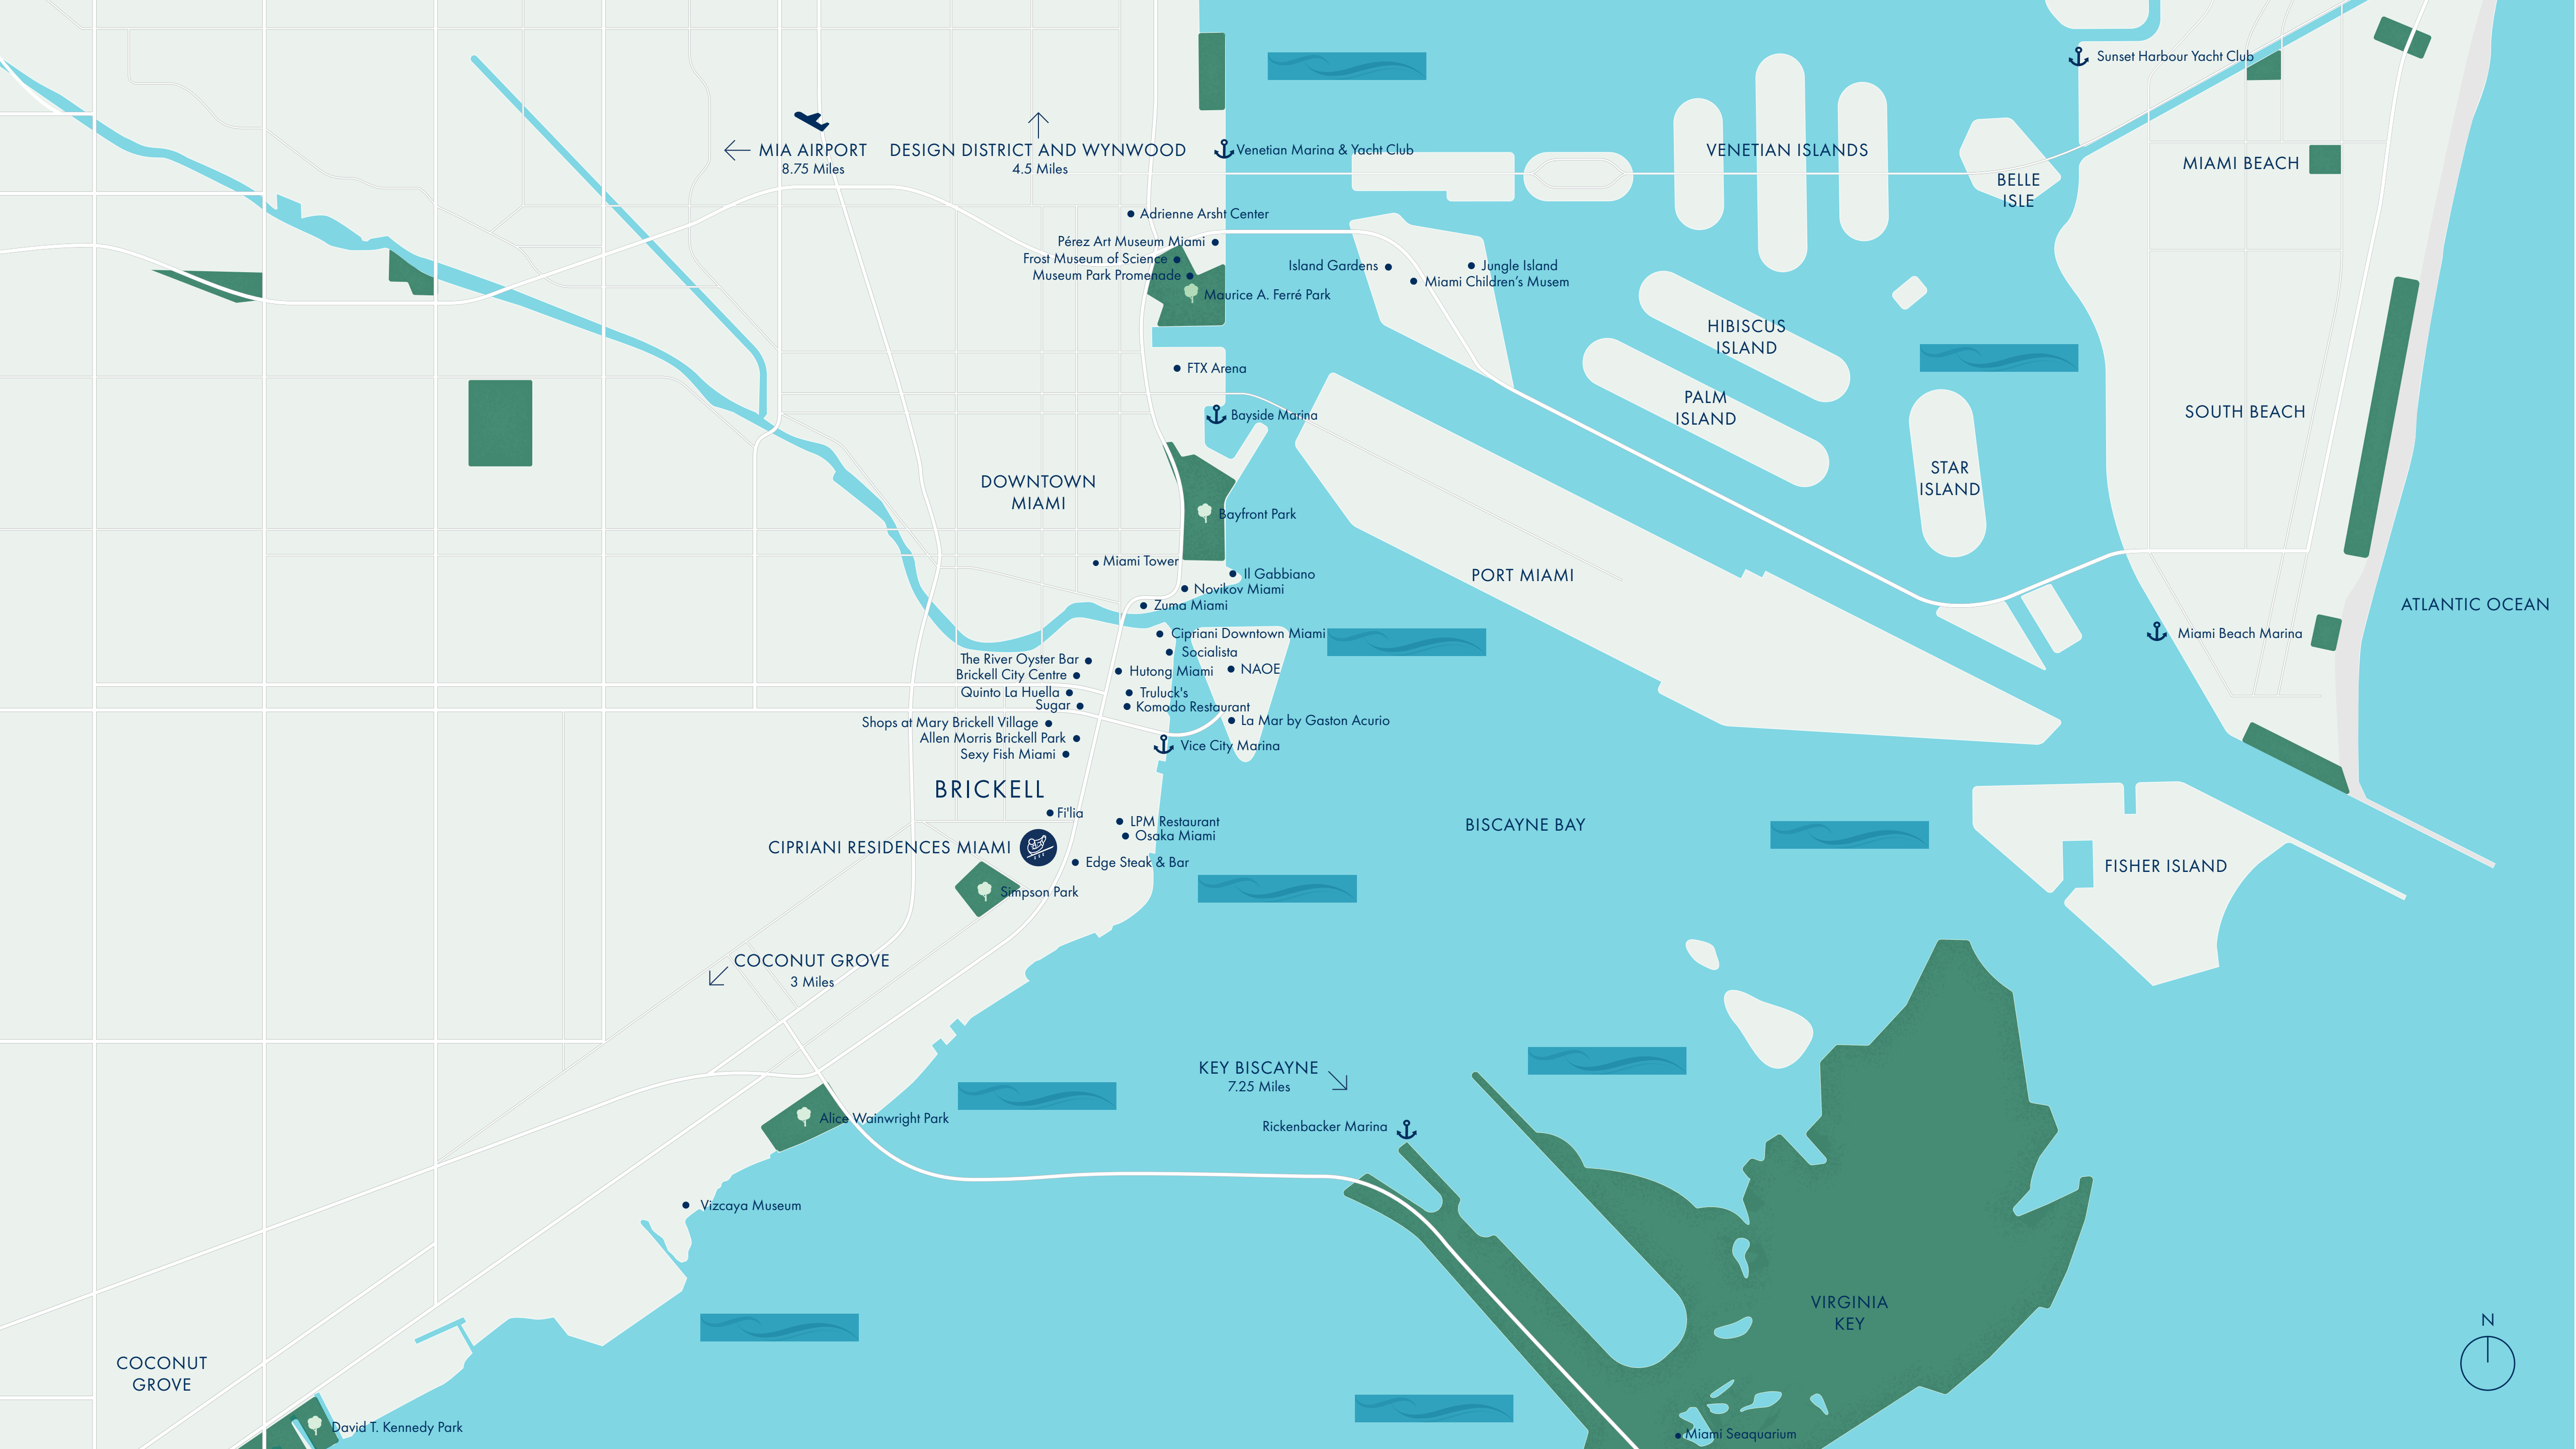 Sunset Harbour Yacht Club
MIA AIRPORT
8.75 Miles
DESIGN DISTRICT AND WYNWOOD
4.5 Miles
Venetian Marina & Yacht Club
VENETIAN ISLANDS
BELLE
ISLE
MIAMI BEACH
Adrienne Arsht Center
Pérez Art Museum Miami
Frost Museum of Science
Museum Park Promenade
Maurice A. Ferré Park
Island Gardens
Jungle Island
Miami Children's Musem
HIBISCUS
ISLAND
PALM
ISLAND
STAR
ISLAND
SOUTH BEACH
FTX Arena
Bayside Marina
DOWNTOWN
MIAMI
Bayfront Park
Miami Tower
Il Gabbiano
Novikov Miami
Zuma Miami
PORT MIAMI
ATLANTIC OCEAN
Miami Beach Marina
Cipriani Downtown Miami
Socialista
The River Oyster Bar
Brickell City Centre
Hutong Miami
NAOE
Quinto La Huella
Truluck's
Sugar
Komodo Restaurant
Shops at Mary Brickell Village
La Mar by Gaston Acurio
Allen Morris Brickell Park
Vice City Marina
Sexy Fish Miami
BRICKELL
Fi'lia
LPM Restaurant
Osaka Miami
CIPRIANI RESIDENCES MIAMI
Edge Steak & Bar
Simpson Park
BISCAYNE BAY
FISHER ISLAND
COCONUT GROVE
3 Miles
KEY BISCAYNE
7.25 Miles
Rickenbacker Marina
Alice Wainwright Park
Vizcaya Museum
VIRGINIA
KEY
N
COCONUT
GROVE
David T. Kennedy Park
Miami Seaquarium